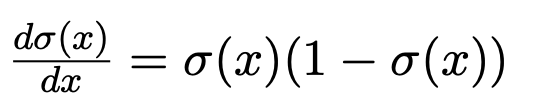 dσ(x)/dx = σ(x)(1 − σ(x))